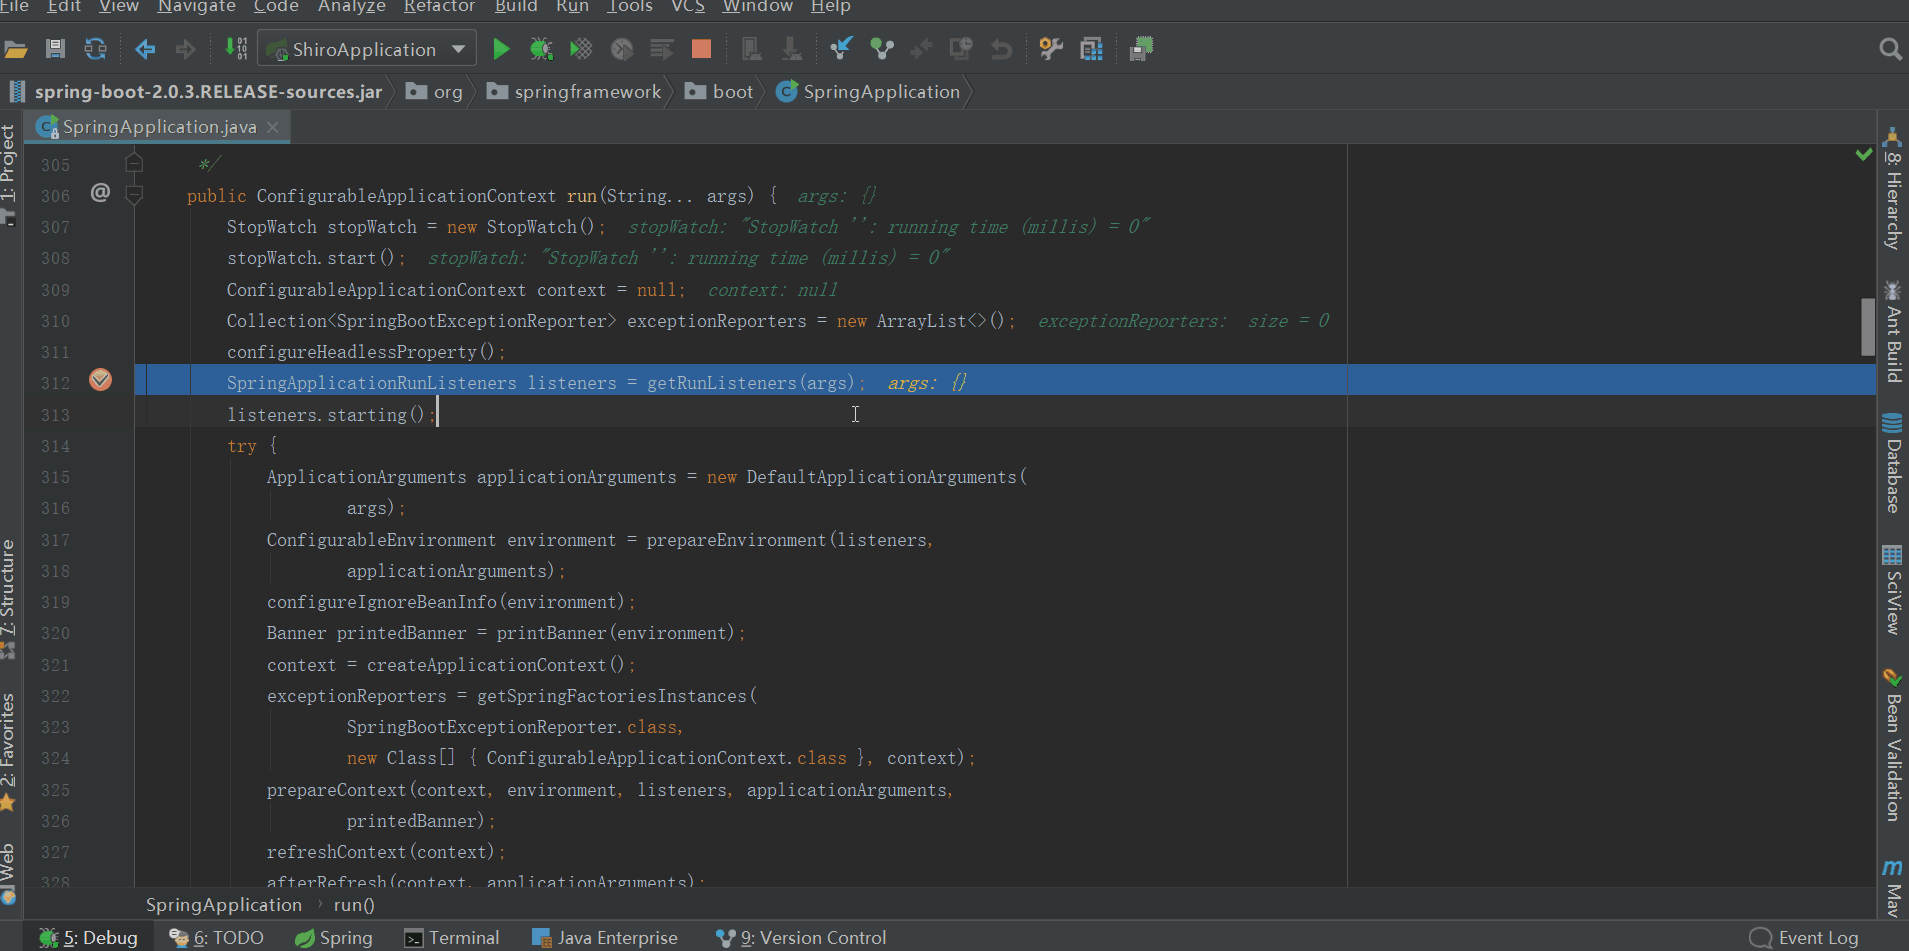 File Edit View Navigate Code Analyze Refactor Build Run Tools VCS Window Help
ShiroApplication
spring-boot-2.0.3.RELEASE-sources.jar org springframework boot SpringApplication
SpringApplication.java
305 */
306 @ public ConfigurableApplicationContext run(String... args) { args: {}
307 StopWatch stopWatch = new StopWatch(); stopWatch: "StopWatch '': running time (millis) = 0"
308 stopWatch.start(); stopWatch: "StopWatch '': running time (millis) = 0"
309 ConfigurableApplicationContext context = null; context: null
310 Collection<SpringBootExceptionReporter> exceptionReporters = new ArrayList<>(); exceptionReporters: size = 0
311 configureHeadlessProperty();
312 SpringApplicationRunListeners listeners = getRunListeners(args); args: {}
313 listeners.starting();
314 try {
315 ApplicationArguments applicationArguments = new DefaultApplicationArguments(
316 args);
317 ConfigurableEnvironment environment = prepareEnvironment(listeners,
318 applicationArguments);
319 configureIgnoreBeanInfo(environment);
320 Banner printedBanner = printBanner(environment);
321 context = createApplicationContext();
322 exceptionReporters = getSpringFactoriesInstances(
323 SpringBootExceptionReporter.class,
324 new Class[] { ConfigurableApplicationContext.class }, context);
325 prepareContext(context, environment, listeners, applicationArguments,
326 printedBanner);
327 refreshContext(context);
328 afterRefresh(context, applicationArguments);
SpringApplication › run()
5: Debug 6: TODO Spring Terminal Java Enterprise 9: Version Control Event Log
1: Project
7: Structure
2: Favorites
Web
8: Hierarchy
Ant Build
Database
SciView
Bean Validation
m Mav